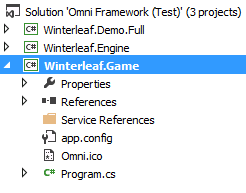 Solution 'Omni Framework (Test)' (3 projects)
C# Winterleaf.Demo.Full
C# Winterleaf.Engine
C# Winterleaf.Game
Properties
References
Service References
app.config
Omni.ico
C# Program.cs